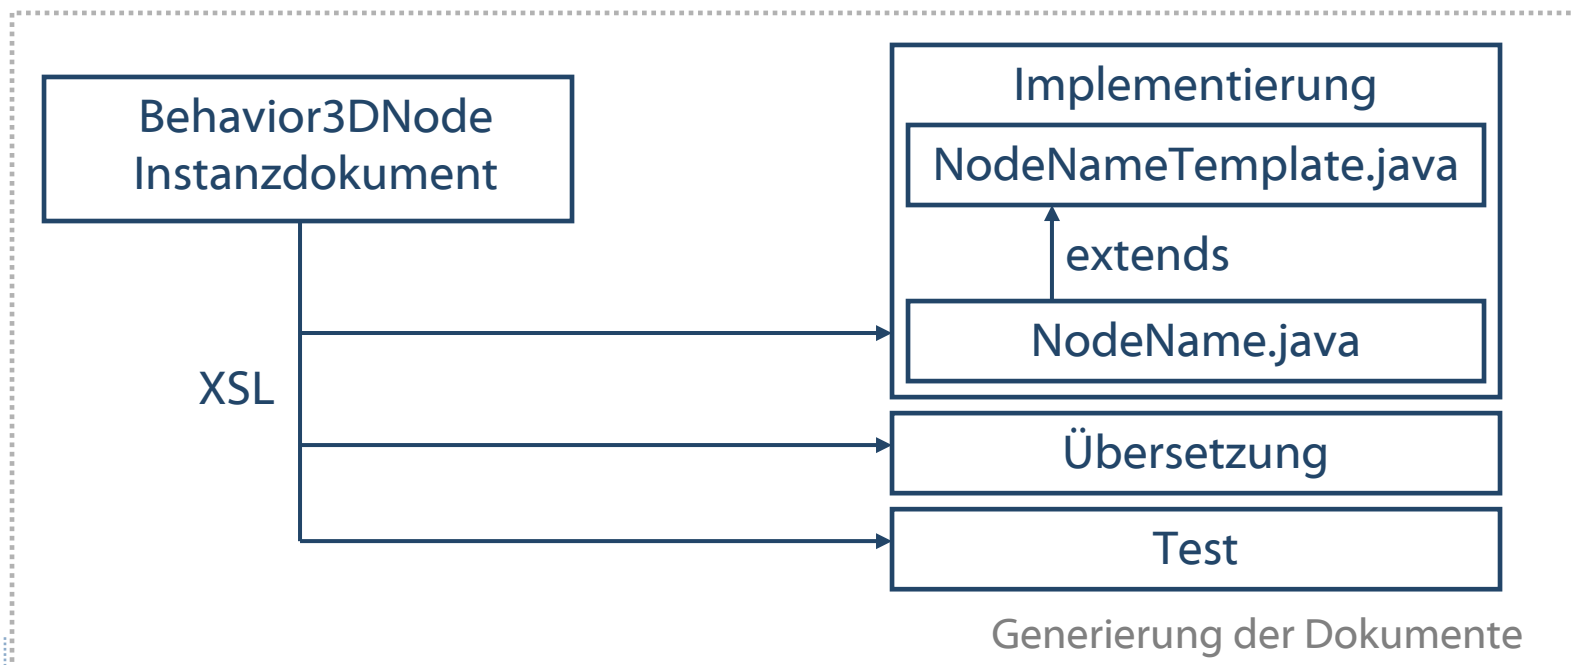 Behavior3DNode
Instanzdokument
XSL
Implementierung
NodeNameTemplate.java
extends
NodeName.java
Übersetzung
Test
Generierung der Dokumente